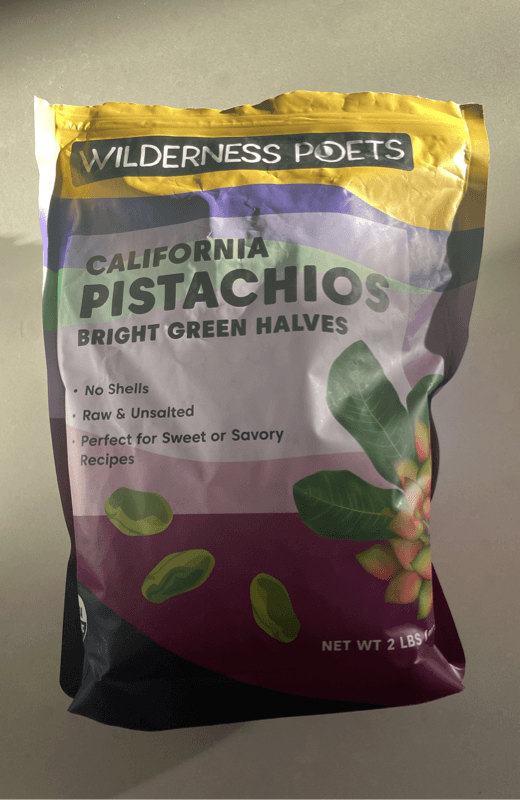 WILDERNESS POETS
CALIFORNIA
PISTACHIOS
BRIGHT GREEN HALVES
• No Shells
• Raw & Unsalted
• Perfect for Sweet or Savory
Recipes
NET WT 2 LBS